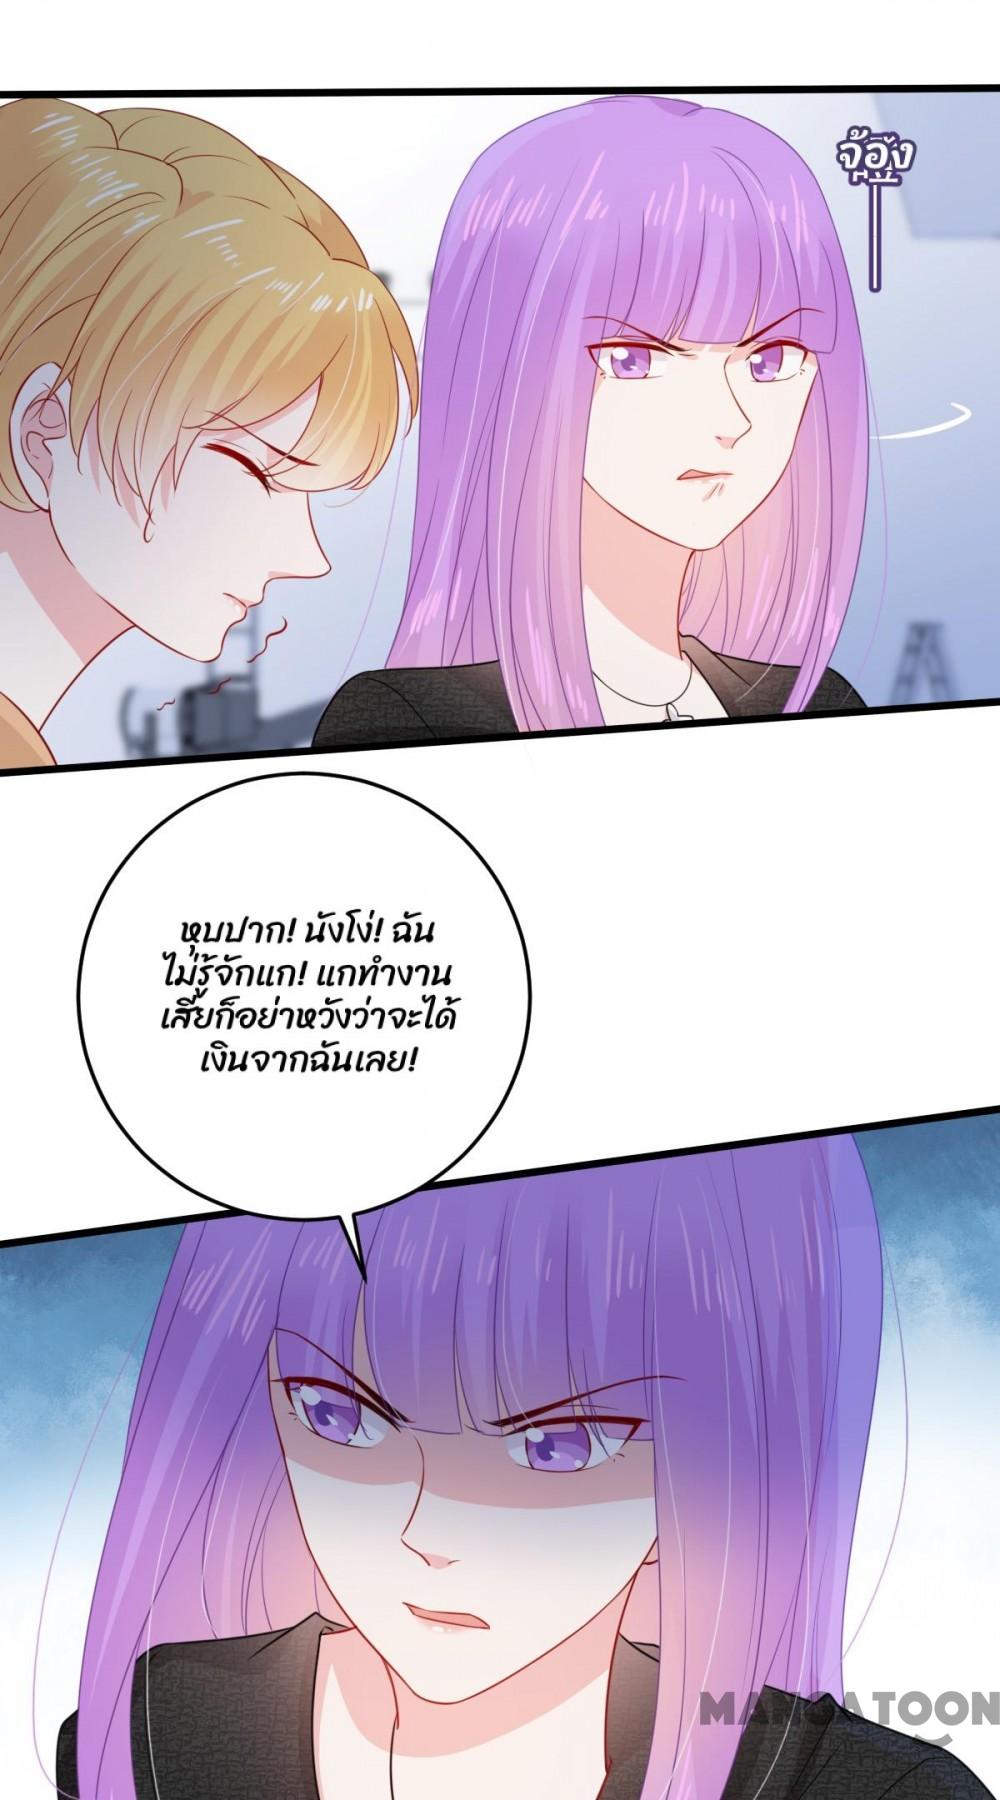 จ้อง
หุบปาก! นังโง่! ฉัน
ไม่รู้จักแก! แกทำงาน
เสียก็อย่าหวังว่าจะได้
เงินจากฉันเลย!
MANGATOON